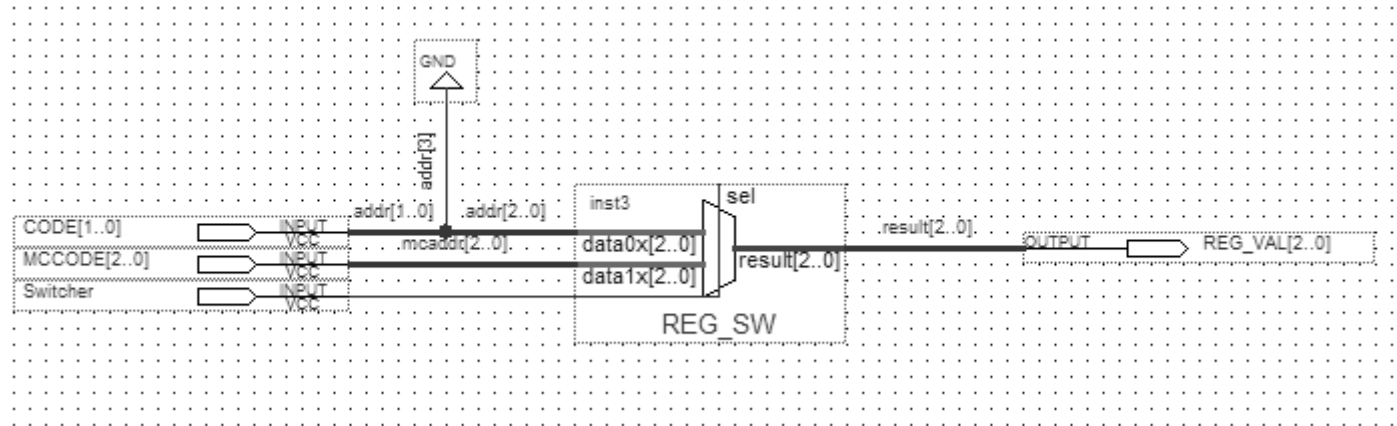 GND
addr[3]
addr[1..0] addr[2..0]
inst3
sel
CODE[1..0]
INPUT
VCC
mcaddr[2..0]
data0x[2..0]
result[2..0]
OUTPUT
REG_VAL[2..0]
MCCODE[2..0]
INPUT
VCC
data1x[2..0]
result[2..0]
Switcher
INPUT
VCC
REG_SW